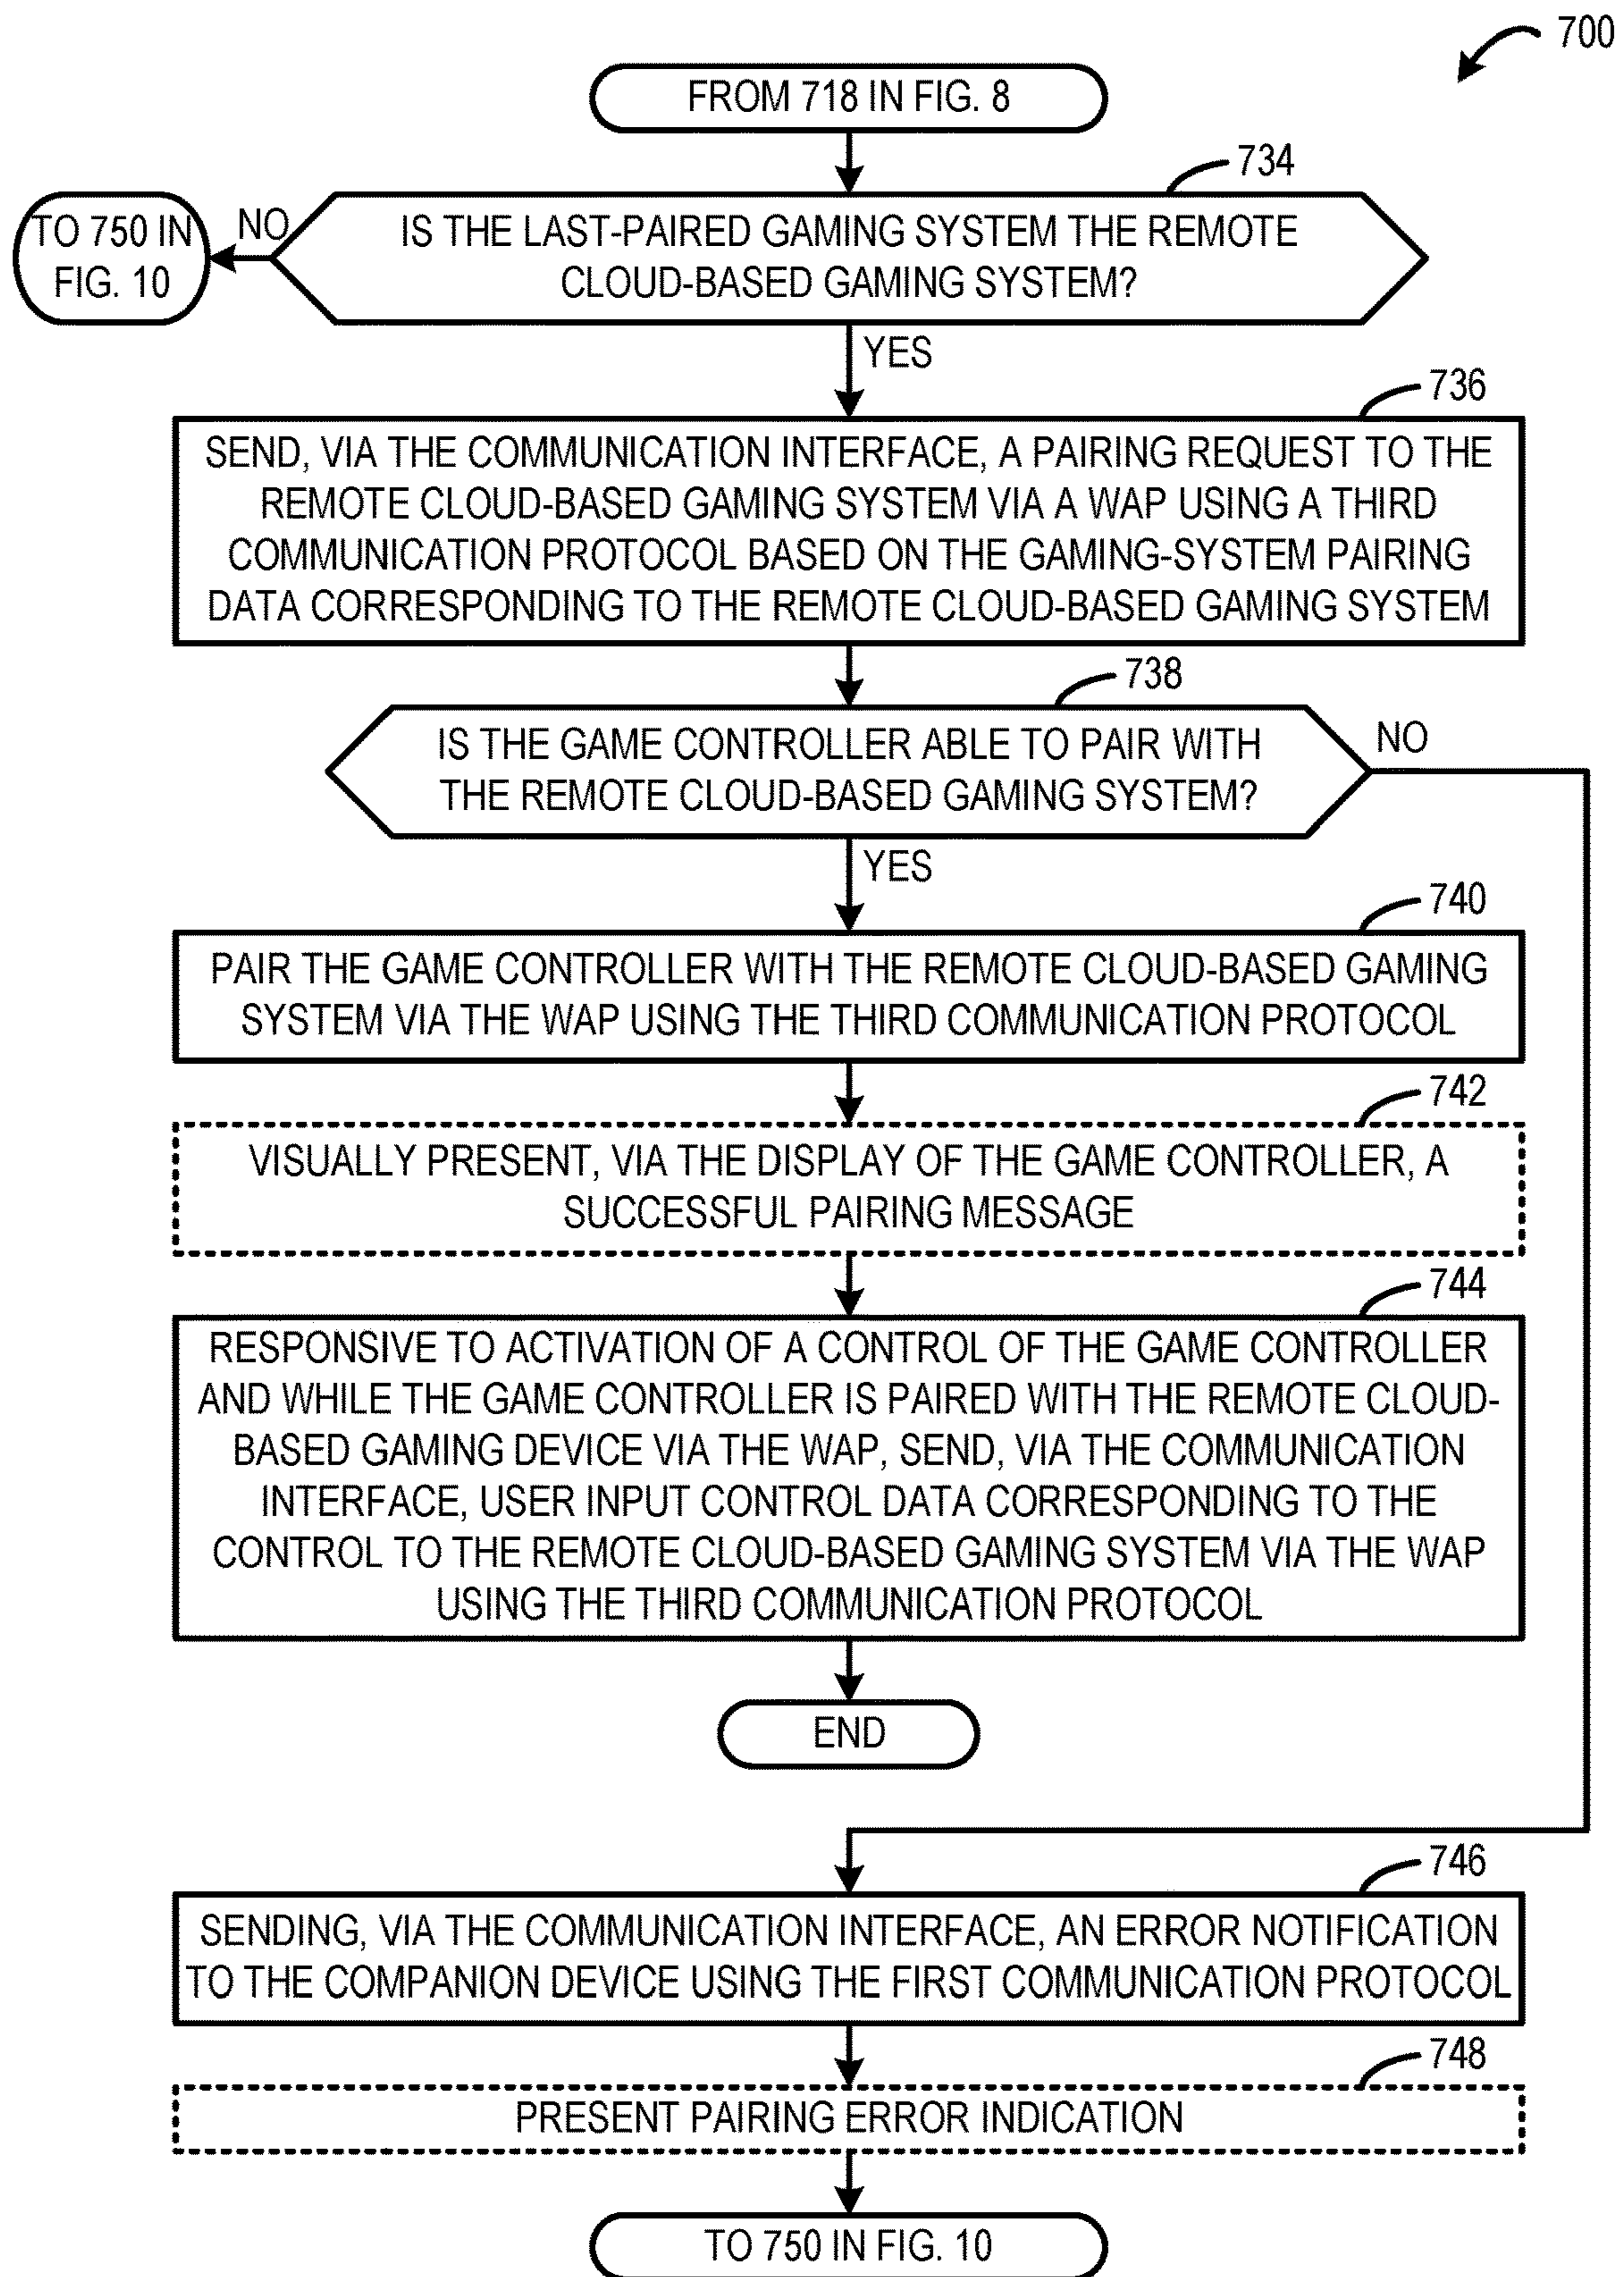 700
FROM 718 IN FIG. 8
734
TO 750 IN
FIG. 10
NO
IS THE LAST-PAIRED GAMING SYSTEM THE REMOTE
CLOUD-BASED GAMING SYSTEM?
YES
736
SEND, VIA THE COMMUNICATION INTERFACE, A PAIRING REQUEST TO THE
REMOTE CLOUD-BASED GAMING SYSTEM VIA A WAP USING A THIRD
COMMUNICATION PROTOCOL BASED ON THE GAMING-SYSTEM PAIRING
DATA CORRESPONDING TO THE REMOTE CLOUD-BASED GAMING SYSTEM
738
IS THE GAME CONTROLLER ABLE TO PAIR WITH
THE REMOTE CLOUD-BASED GAMING SYSTEM?
NO
YES
740
PAIR THE GAME CONTROLLER WITH THE REMOTE CLOUD-BASED GAMING
SYSTEM VIA THE WAP USING THE THIRD COMMUNICATION PROTOCOL
742
VISUALLY PRESENT, VIA THE DISPLAY OF THE GAME CONTROLLER, A
SUCCESSFUL PAIRING MESSAGE
744
RESPONSIVE TO ACTIVATION OF A CONTROL OF THE GAME CONTROLLER
AND WHILE THE GAME CONTROLLER IS PAIRED WITH THE REMOTE CLOUD-
BASED GAMING DEVICE VIA THE WAP, SEND, VIA THE COMMUNICATION
INTERFACE, USER INPUT CONTROL DATA CORRESPONDING TO THE
CONTROL TO THE REMOTE CLOUD-BASED GAMING SYSTEM VIA THE WAP
USING THE THIRD COMMUNICATION PROTOCOL
END
746
SENDING, VIA THE COMMUNICATION INTERFACE, AN ERROR NOTIFICATION
TO THE COMPANION DEVICE USING THE FIRST COMMUNICATION PROTOCOL
748
PRESENT PAIRING ERROR INDICATION
TO 750 IN FIG. 10